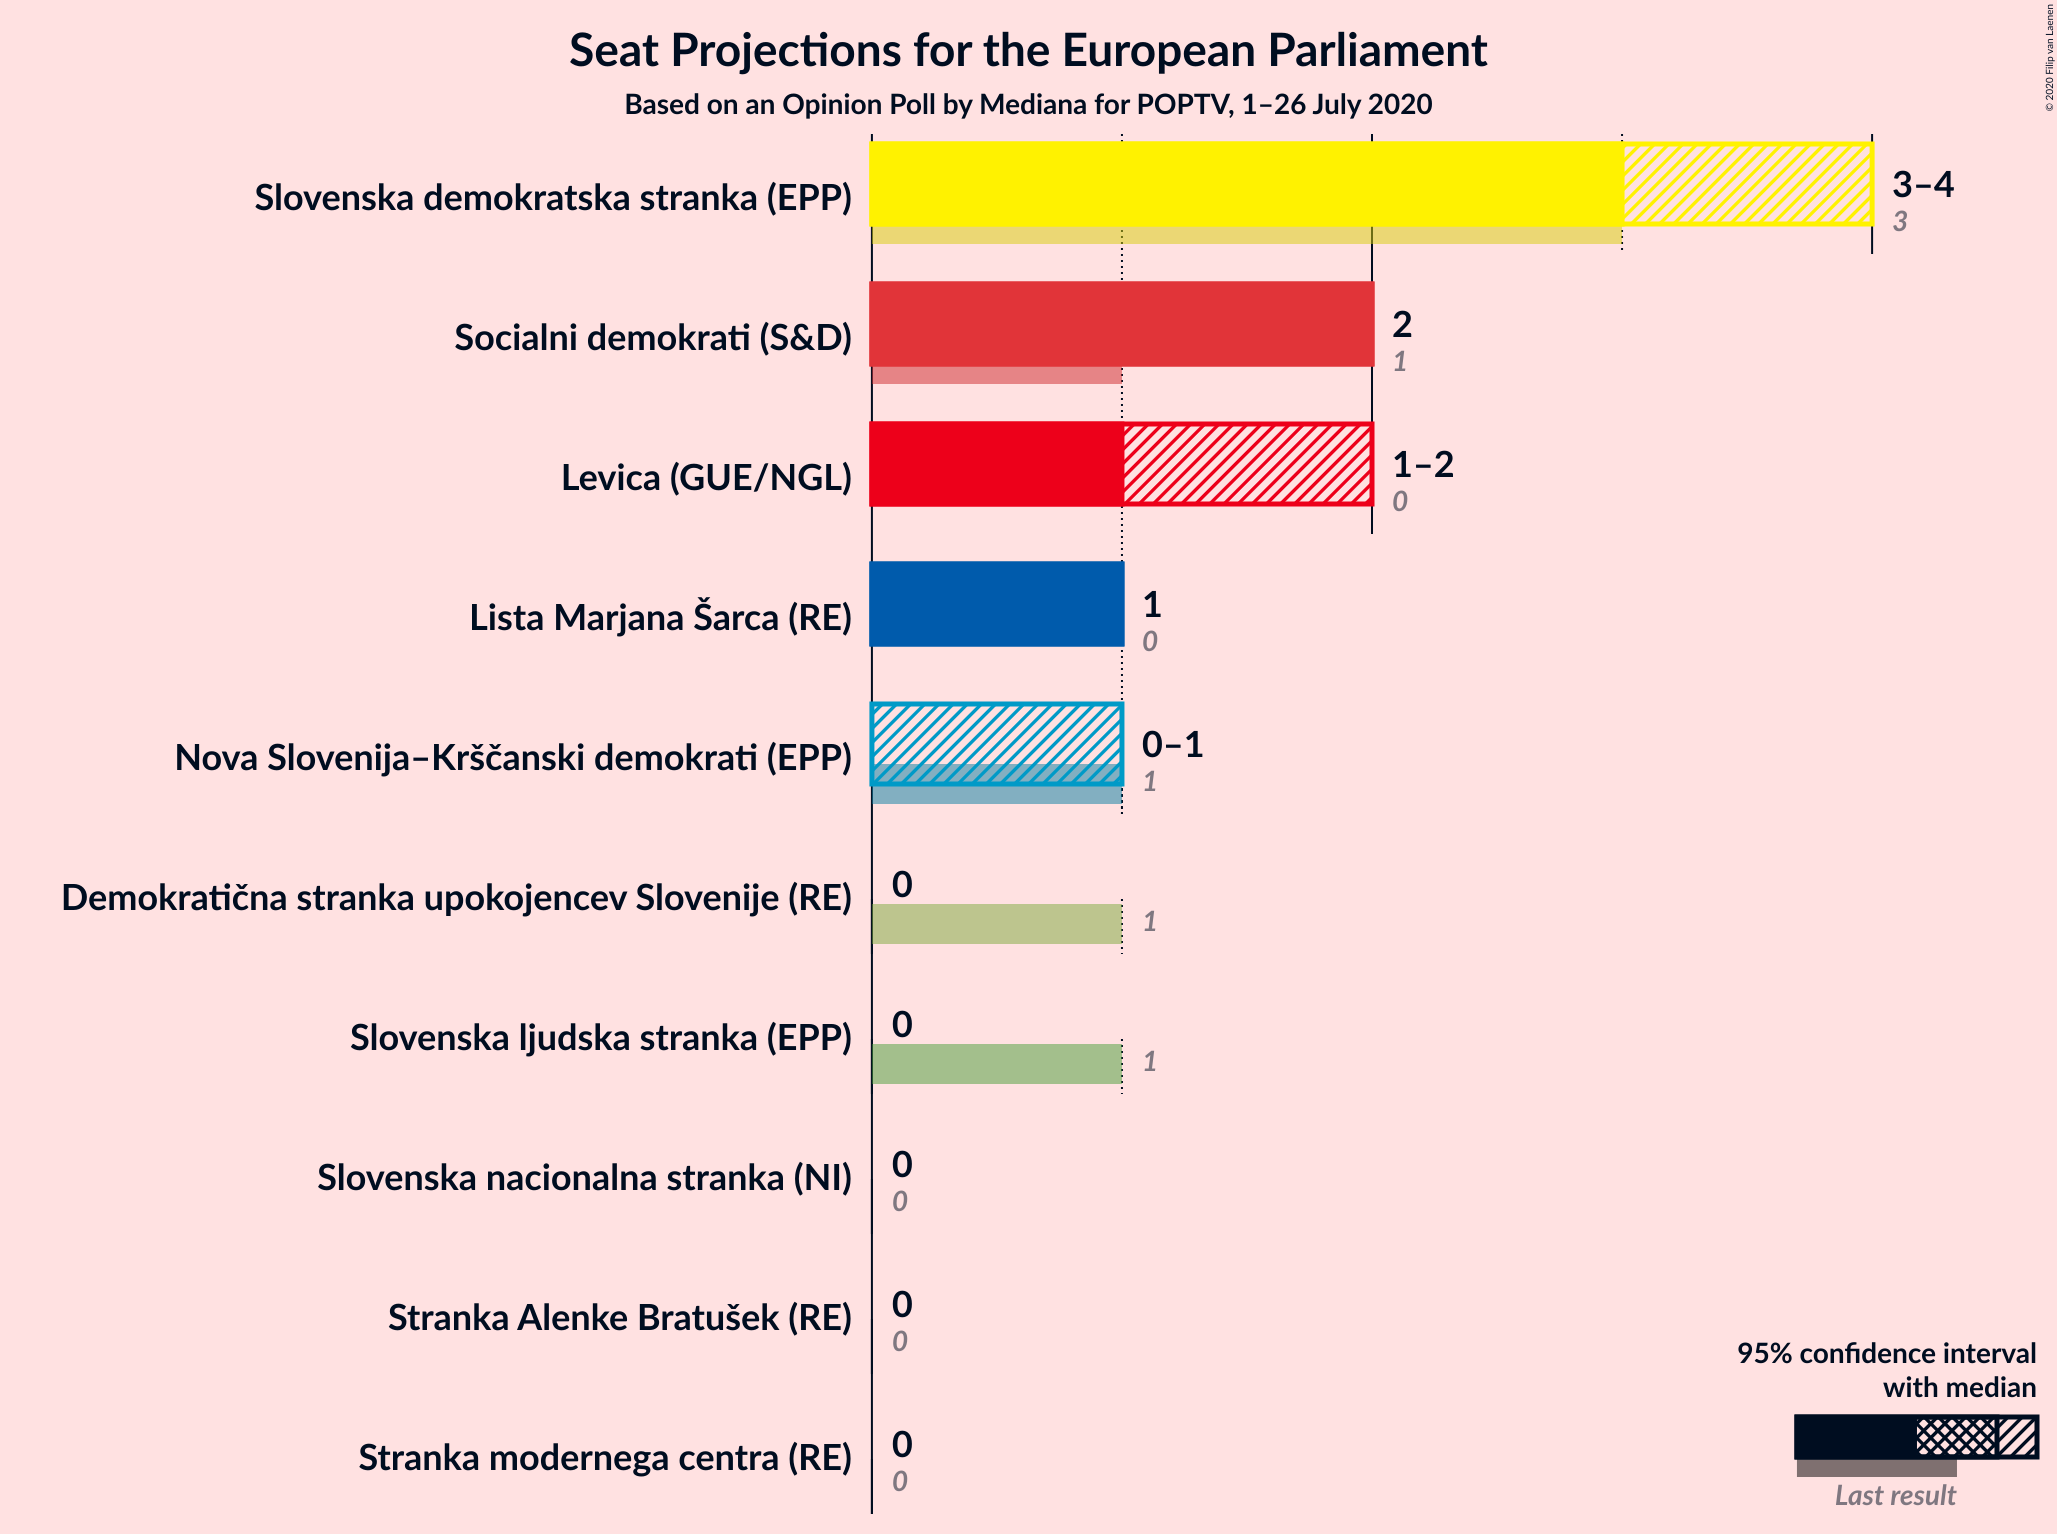 Seat Projections for the European Parliament
Based on an Opinion Poll by Mediana for POPTV, 1–26 July 2020
© 2020 Filip van Laenen
Slovenska demokratska stranka (EPP)
3–4
3
Socialni demokrati (S&D)
2
1
Levica (GUE/NGL)
1–2
0
Lista Marjana Šarca (RE)
1
0
Nova Slovenija–Krščanski demokrati (EPP)
0–1
1
Demokratična stranka upokojencev Slovenije (RE)
0
1
Slovenska ljudska stranka (EPP)
0
1
Slovenska nacionalna stranka (NI)
0
0
Stranka Alenke Bratušek (RE)
0
0
Stranka modernega centra (RE)
0
0
95% confidence interval
with median
Last result